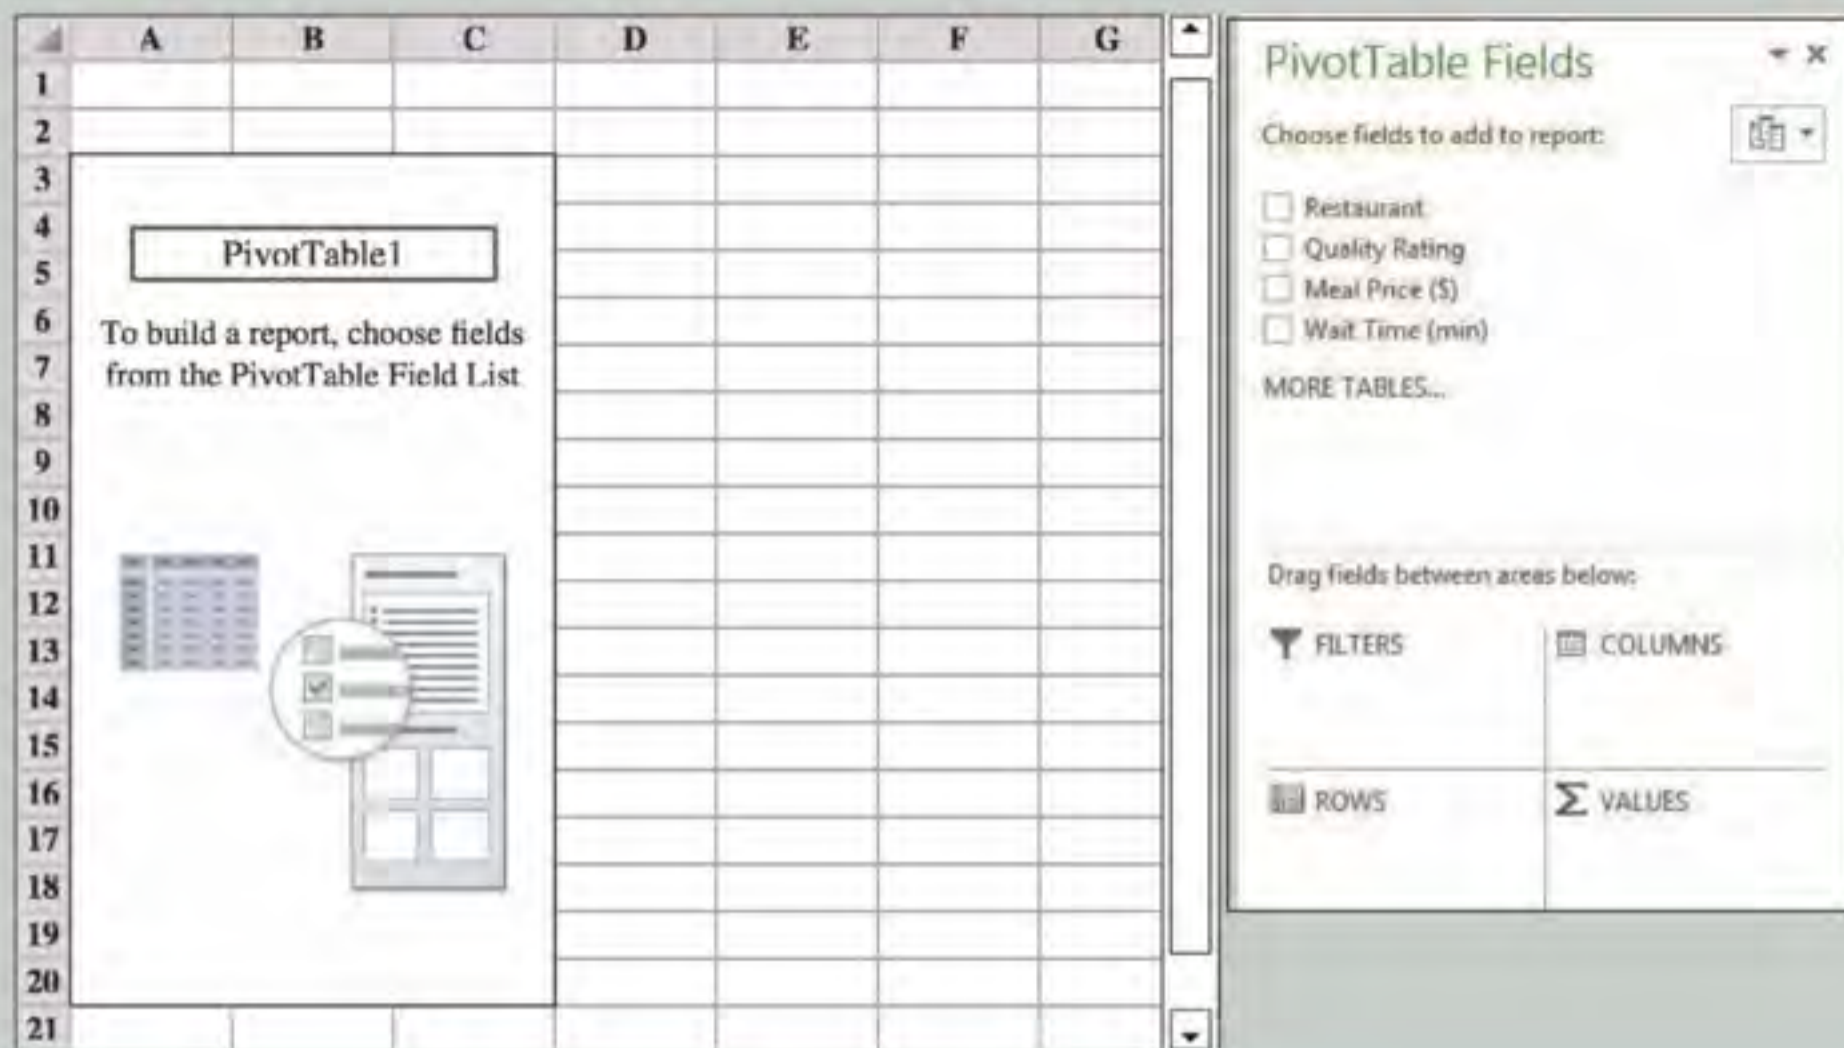 A B C D E F G
1
2
3
4
5
6
7
8
9
10
11
12
13
14
15
16
17
18
19
20
21
PivotTable1
To build a report, choose fields
from the PivotTable Field List
PivotTable Fields
Choose fields to add to report:
Restaurant
Quality Rating
Meal Price ($)
Wait Time (min)
MORE TABLES...
Drag fields between areas below:
FILTERS
COLUMNS
ROWS
Σ VALUES